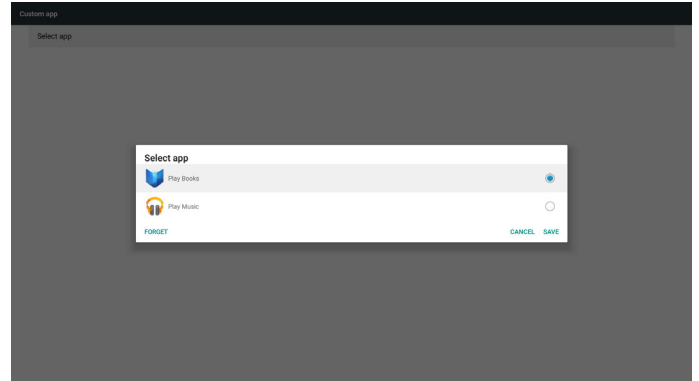 Custom app
Select app
Select app
Play Books
Play Music
FORGET CANCEL SAVE